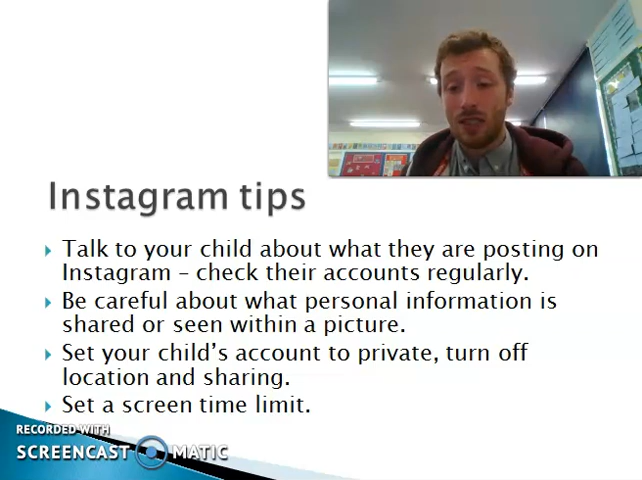 Instagram tips
Talk to your child about what they are posting on
Instagram – check their accounts regularly.
Be careful about what personal information is
shared or seen within a picture.
Set your child's account to private, turn off
location and sharing.
Set a screen time limit.
RECORDED WITH
SCREENCAST MATIC